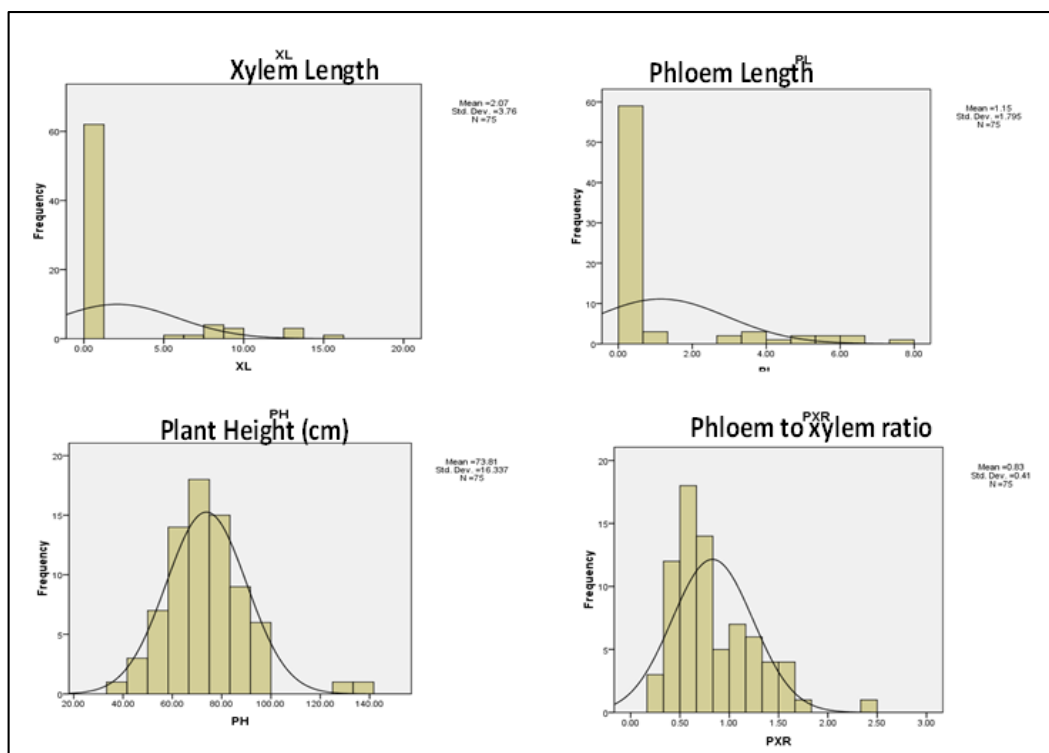 XL
Xylem Length
Mean =2.07
Std. Dev. =3.76
N =75
Frequency
60
40
20
0
0.00 5.00 10.00 15.00 20.00
XL
PL
Phloem Length
Mean =1.15
Std. Dev. =1.795
N =75
Frequency
60
50
40
30
20
10
0
0.00 2.00 4.00 6.00 8.00
PH
Plant Height (cm)
Mean =73.81
Std. Dev. =16.337
N =75
Frequency
20
15
10
5
0
20.00 40.00 60.00 80.00 100.00 120.00 140.00
PH
PXR
Phloem to xylem ratio
Mean =0.83
Std. Dev. =0.41
N =75
Frequency
20
15
10
5
0
0.00 0.50 1.00 1.50 2.00 2.50 3.00
PXR